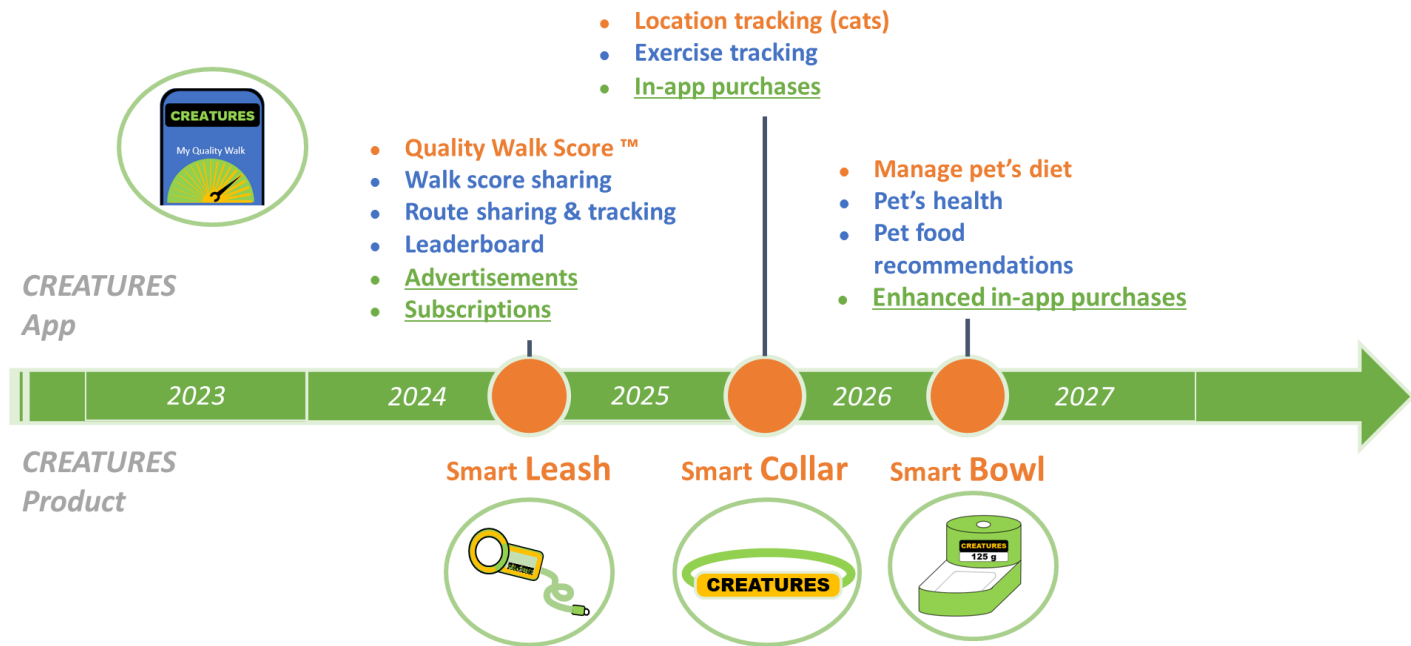 • Location tracking (cats)
• Exercise tracking
• In-app purchases
CREATURES
My Quality Walk
• Quality Walk Score ™
• Walk score sharing
• Route sharing & tracking
• Leaderboard
• Advertisements
• Subscriptions
• Manage pet's diet
• Pet's health
• Pet food
recommendations
• Enhanced in-app purchases
CREATURES
App
2023
2024
2025
2026
2027
CREATURES
Product
Smart Leash
Smart Collar
Smart Bowl
CREATURES
CREATURES
125 g